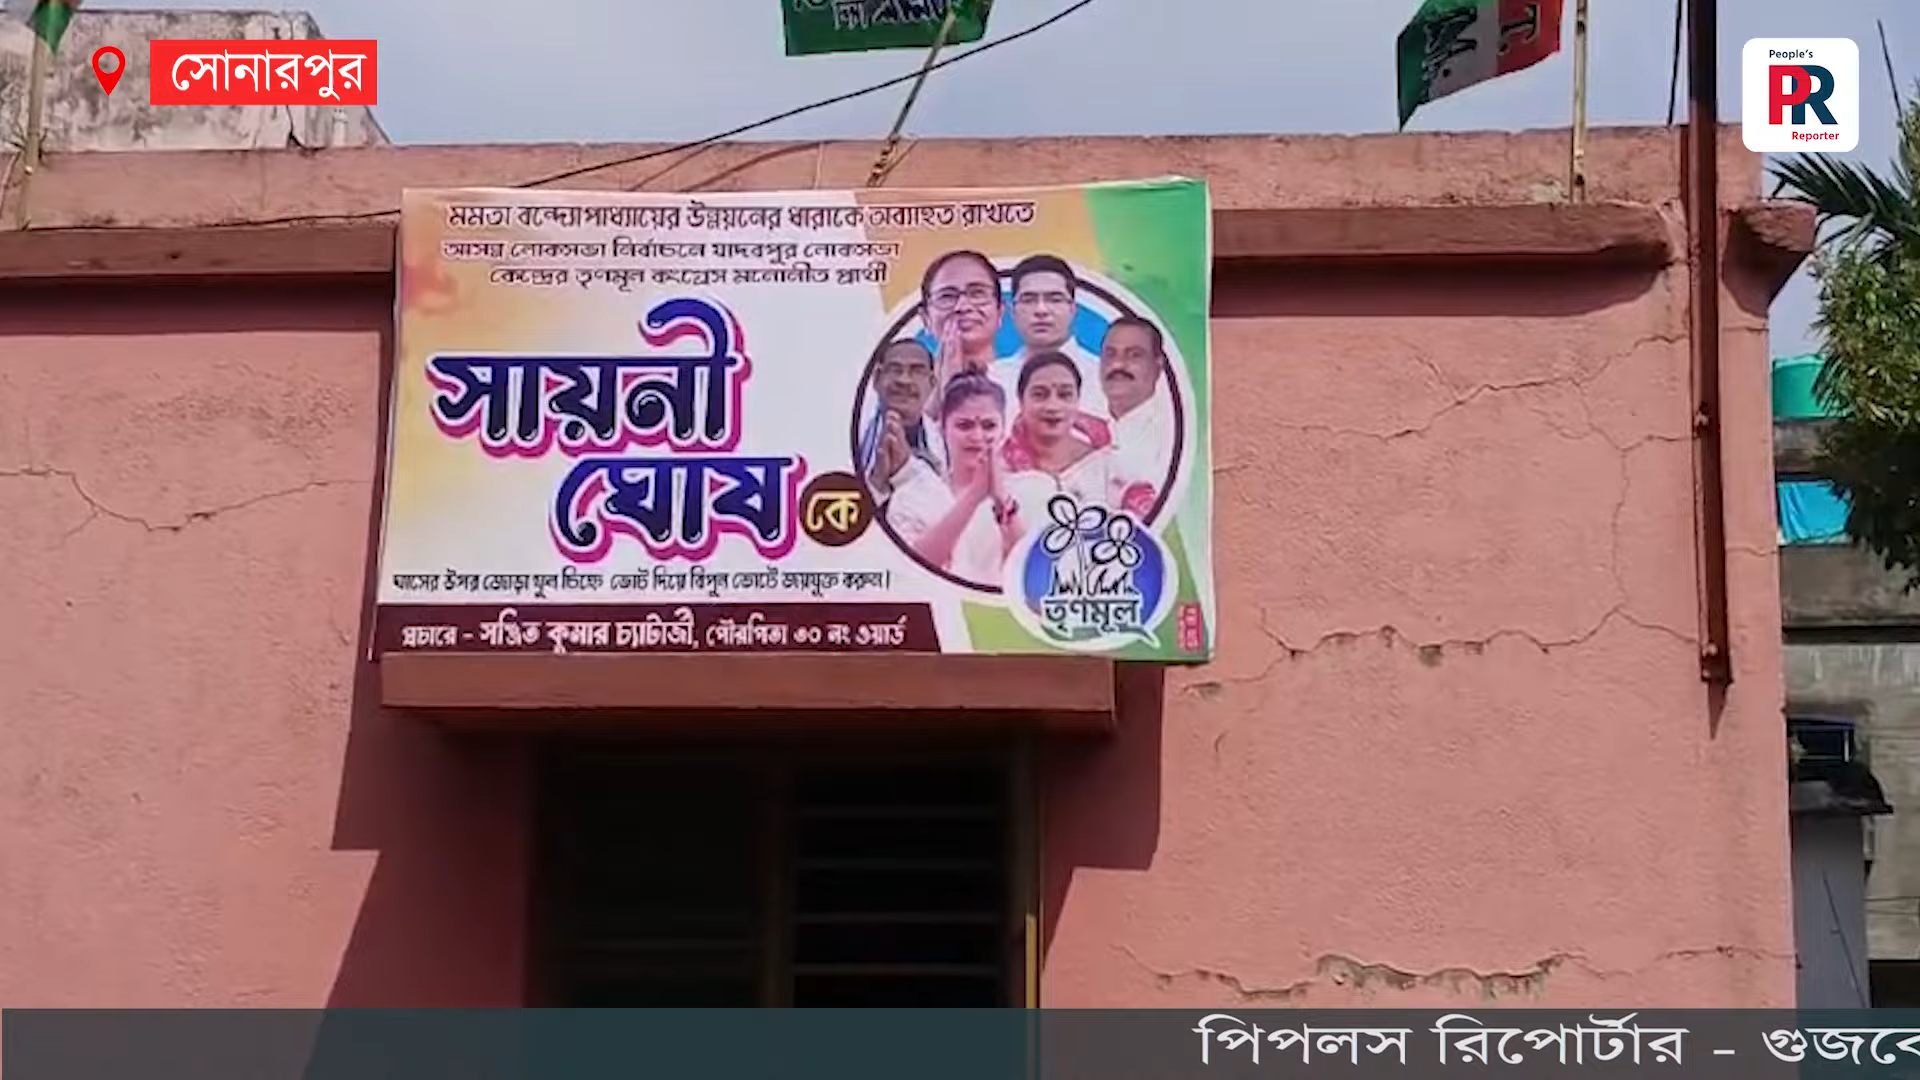 সোনারপুর
People's
PR
Reporter
মমতা বন্দ্যোপাধ্যায়ের উন্নয়নের ধারাকে অব্যাহত রাখতে
আসন্ন লোকসভা নির্বাচনে যাদবপুর লোকসভা
কেন্দ্রের তৃণমূল কংগ্রেস মনোনীত প্রার্থী
সায়নী
ঘোষ কে
ঘাসের উপর জোড়া ফুল চিহ্নে ভোট দিয়ে বিপুল ভোটে জয়যুক্ত করুন।
তৃণমূল
প্রচারে - সঞ্জিত কুমার চ্যাটার্জী, পৌরপিতা ৩০ নং ওয়ার্ড
পিপলস রিপোর্টার - গুজবে